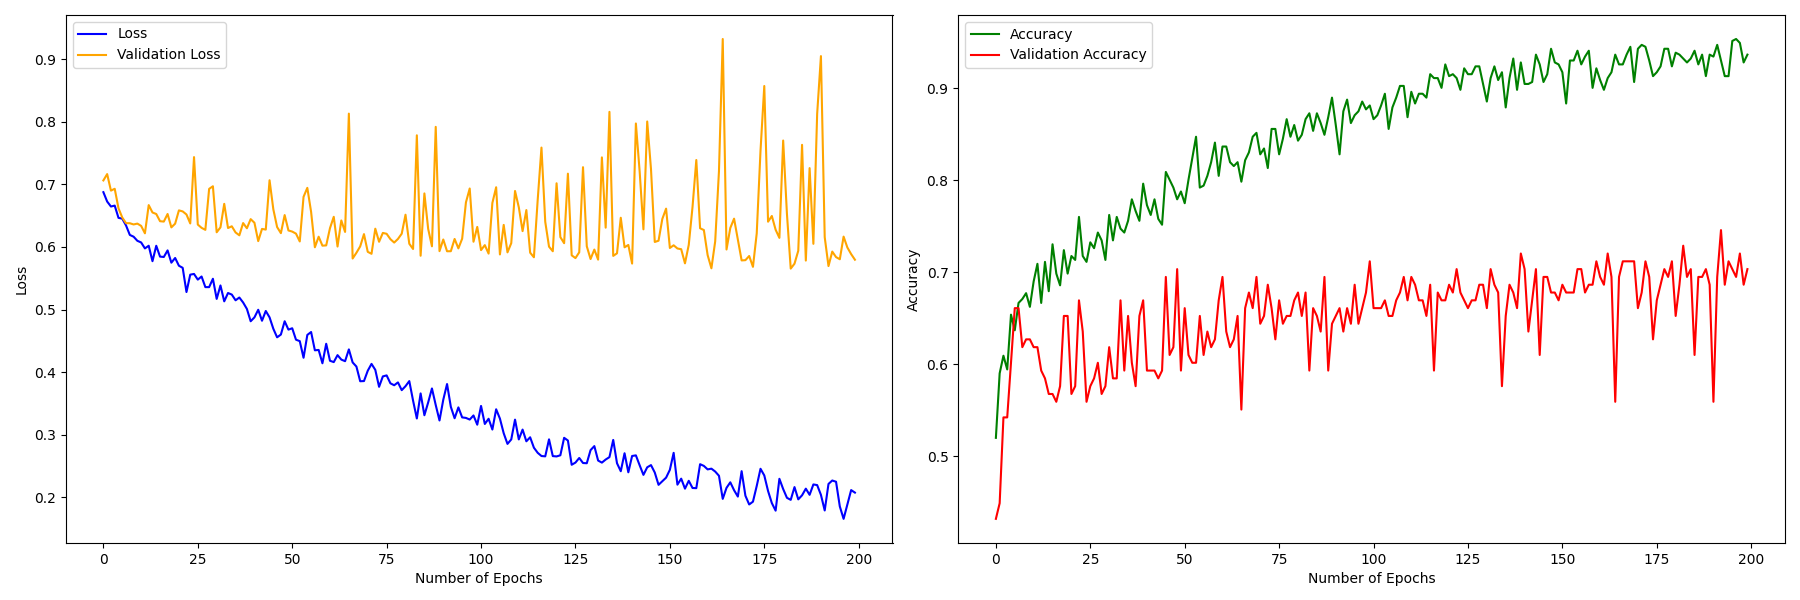 Loss
Validation Loss
0.9
0.8
0.7
0.6
0.5
0.4
0.3
0.2
Loss
0 25 50 75 100 125 150 175 200
Number of Epochs
Accuracy
Validation Accuracy
0.9
0.8
0.7
0.6
0.5
Accuracy
0 25 50 75 100 125 150 175 200
Number of Epochs